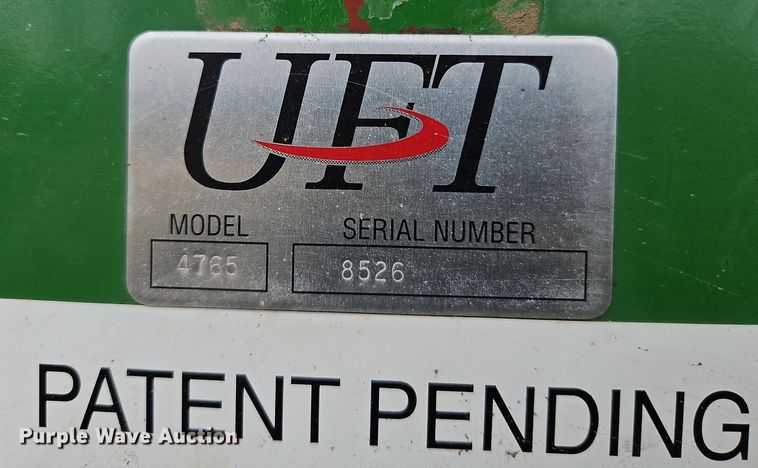 UFT
MODEL SERIAL NUMBER
4765 8526
PATENT PENDING
Purple Wave Auction